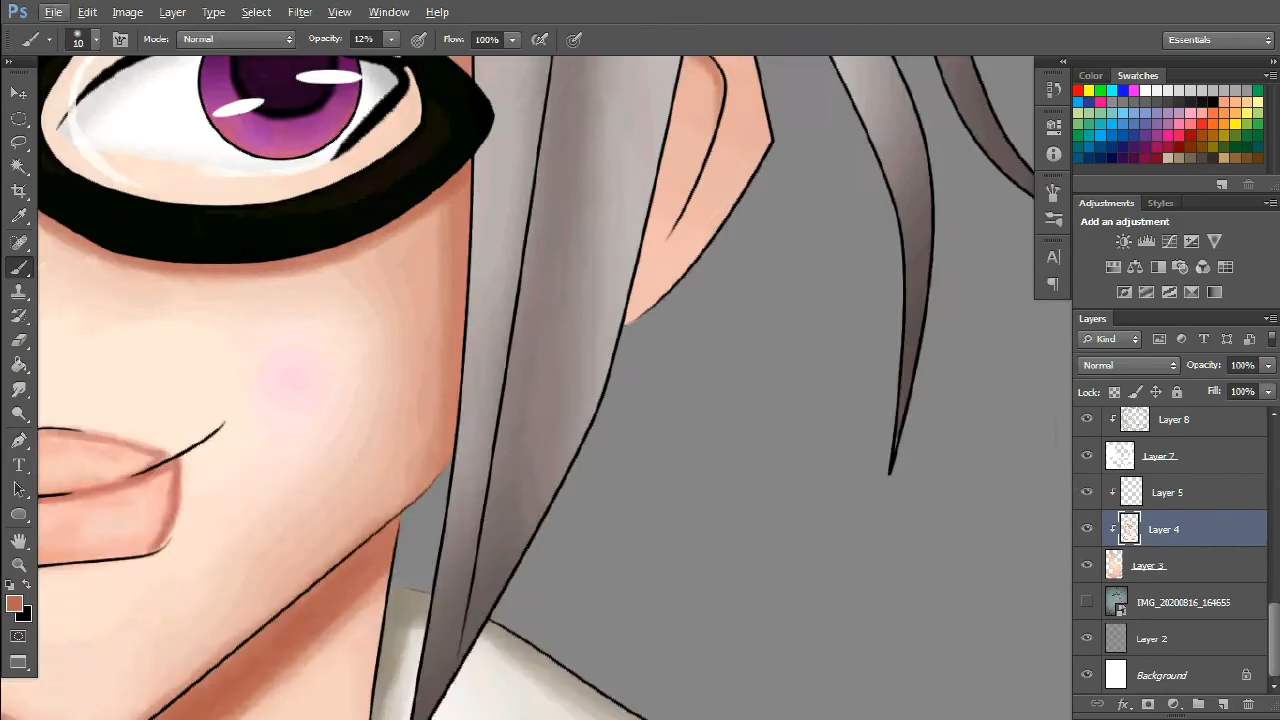 Ps File Edit Image Layer Type Select Filter View Window Help
10 Mode: Normal Opacity: 12% Flow: 100% Essentials
Color Swatches
Adjustments Styles
Add an adjustment
Layers
Kind
Normal Opacity: 100%
Lock: Fill: 100%
Layer 8
Layer 7
Layer 5
Layer 4
Layer 3
IMG_20200816_164655
Layer 2
Background